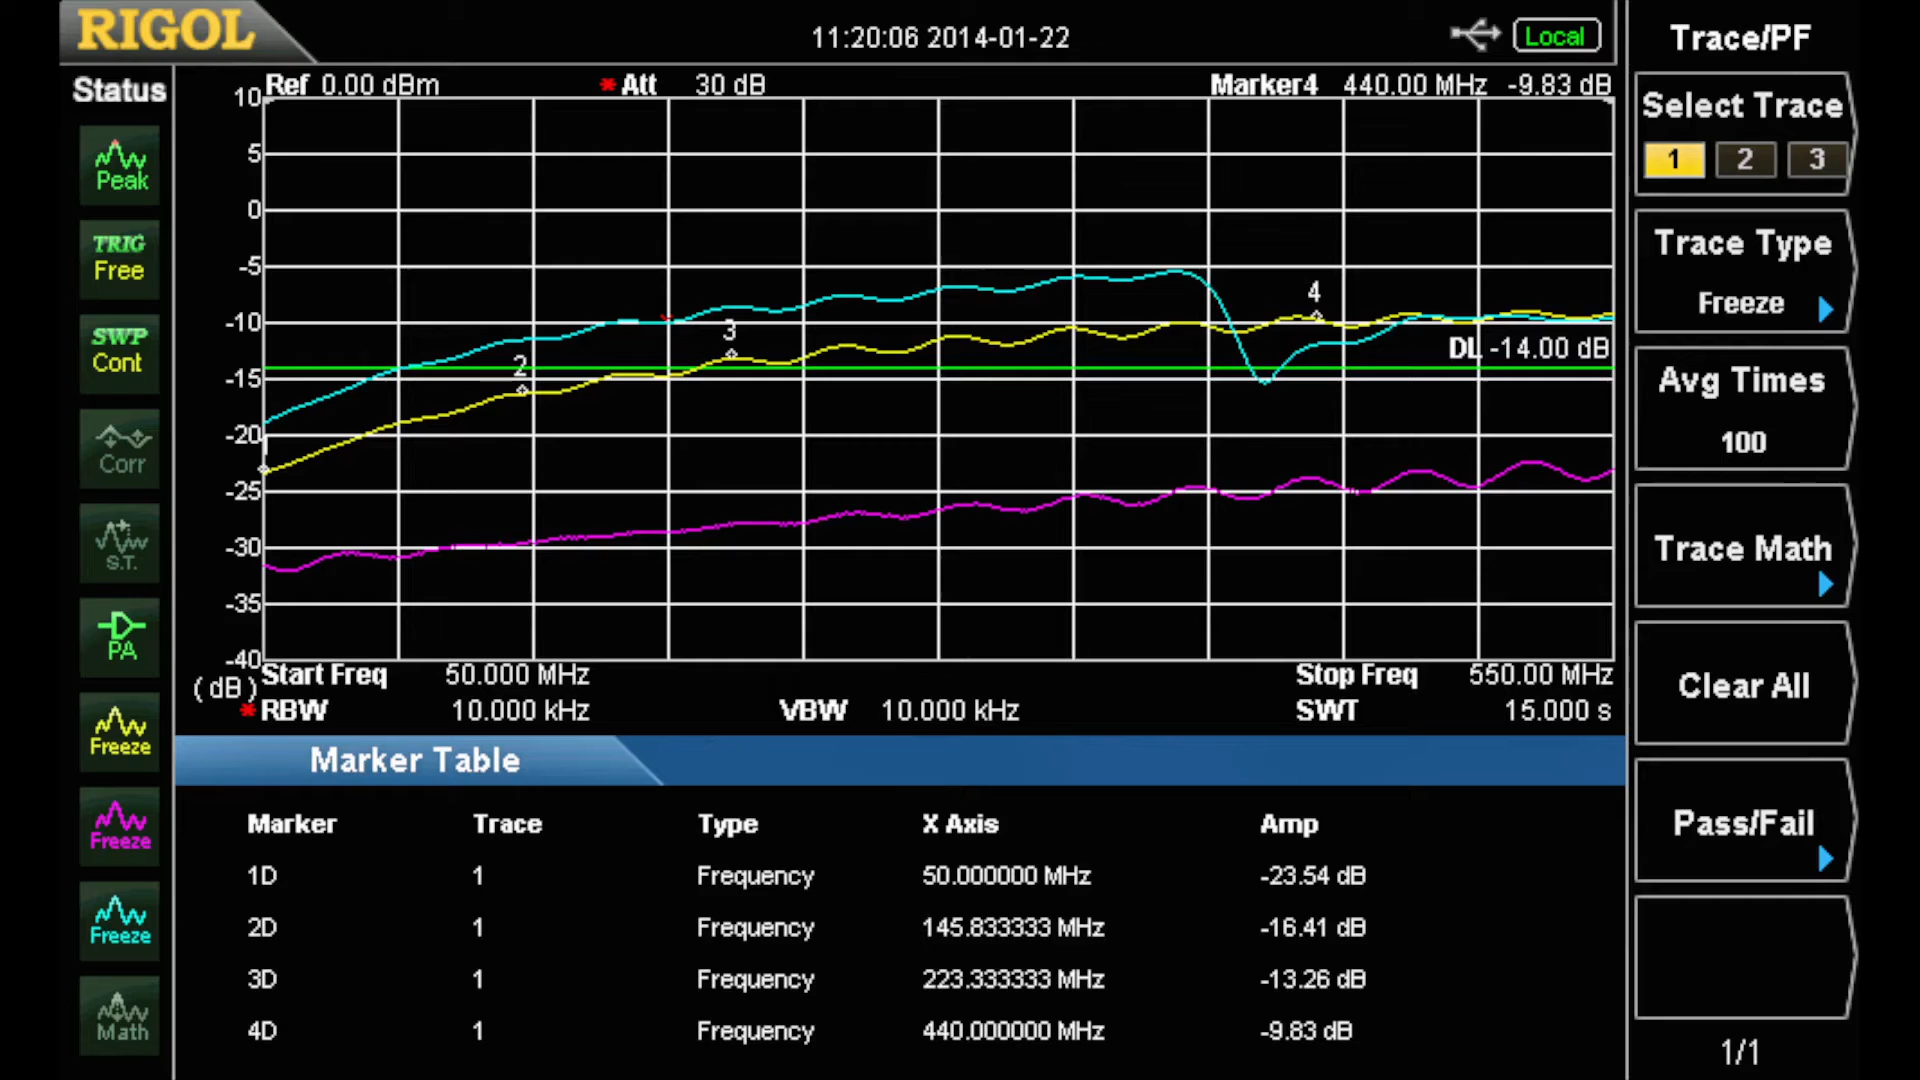 RIGOL
11:20:06 2014-01-22
Local
Trace/PF
Status
Ref 0.00 dBm
* Att 30 dB
Marker4 440.00 MHz -9.83 dB
Select Trace
1 2 3
Peak
TRIG
Free
SWP
Cont
Corr
S.T.
PA
Freeze
Freeze
Freeze
Math
10
5
0
-5
-10
-15
-20
-25
-30
-35
-40
(dB)
2
3
4
DL -14.00 dB
Start Freq 50.000 MHz
Stop Freq 550.00 MHz
* RBW 10.000 kHz
VBW 10.000 kHz
SWT 15.000 s
Marker Table
Marker Trace Type X Axis Amp
1D 1 Frequency 50.000000 MHz -23.54 dB
2D 1 Frequency 145.833333 MHz -16.41 dB
3D 1 Frequency 223.333333 MHz -13.26 dB
4D 1 Frequency 440.000000 MHz -9.83 dB
Trace Type
Freeze
Avg Times
100
Trace Math
Clear All
Pass/Fail
1/1